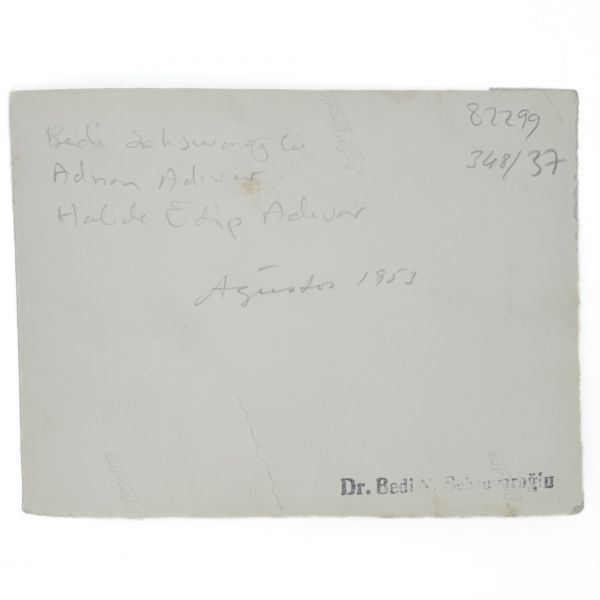 82299
348/37
Bedi Şehsuvaroğlu
Adnan Adıvar
Halide Edip Adıvar
Ağustos 1953
Dr. Bedi N. Şehsuvaroğlu